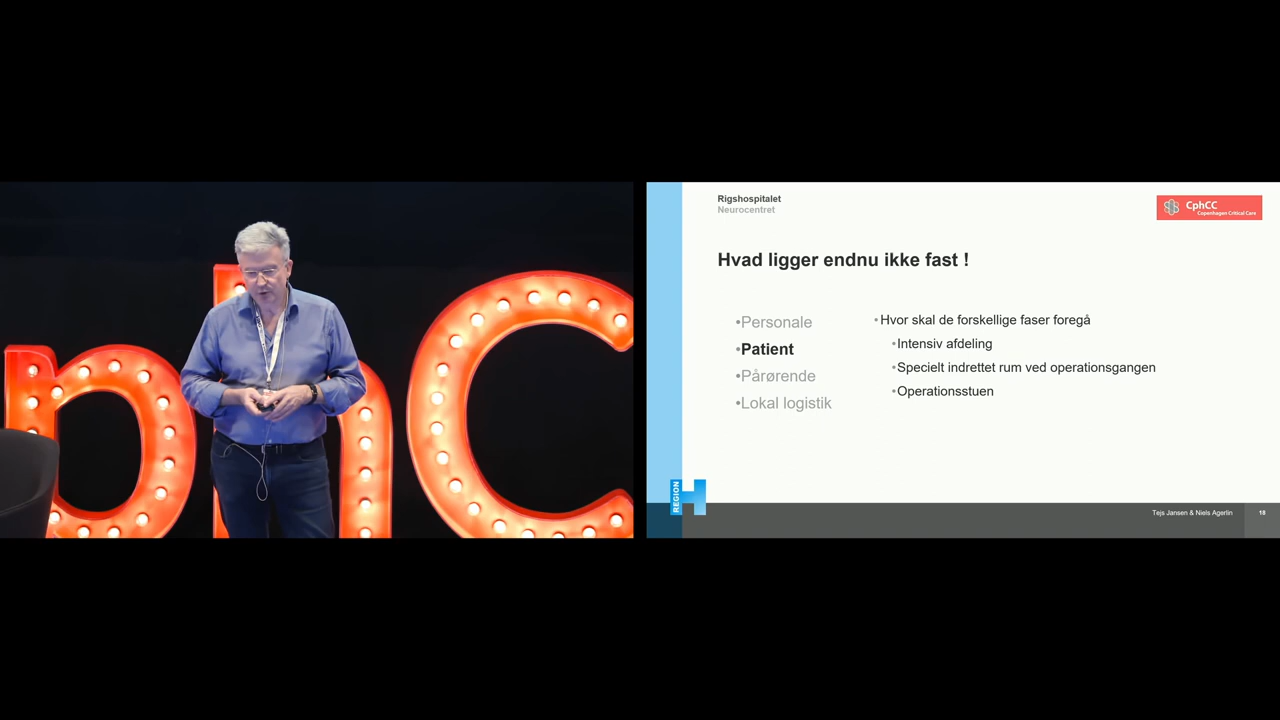 phC
Rigshospitalet
Neurocentret
CphCC
Copenhagen Critical Care
Hvad ligger endnu ikke fast !
•Personale
•Patient
•Pårørende
•Lokal logistik
•Hvor skal de forskellige faser foregå
•Intensiv afdeling
•Specielt indrettet rum ved operationsgangen
•Operationsstuen
REGION
H
Tejs Jansen & Niels Agerlin
18